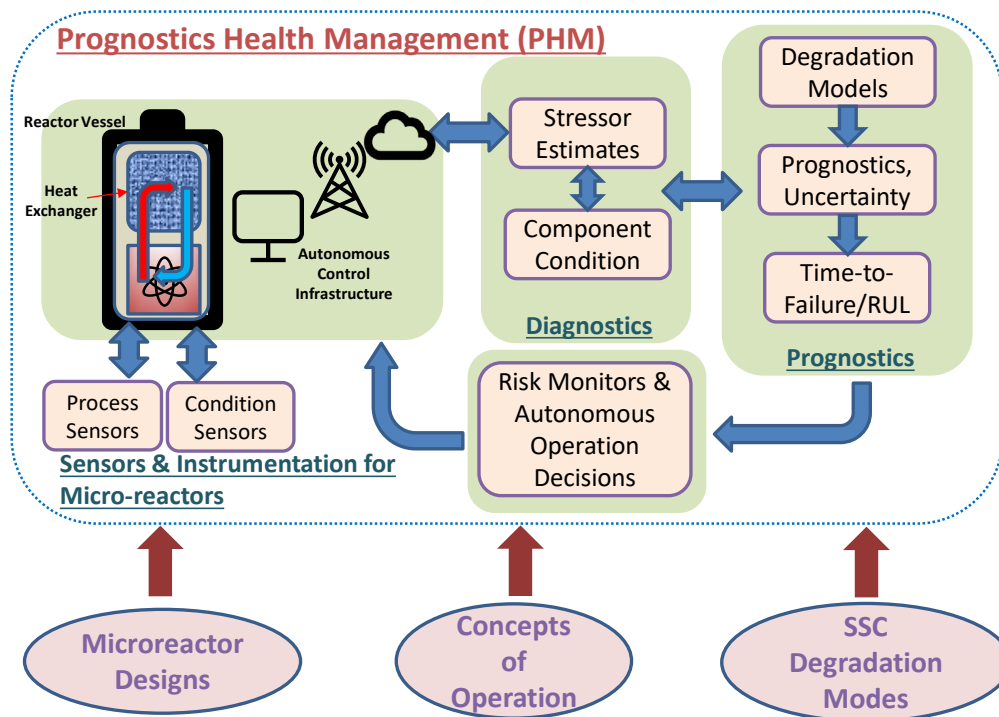 Prognostics Health Management (PHM)
Reactor Vessel
Heat
Exchanger
Autonomous
Control
Infrastructure
Process
Sensors
Condition
Sensors
Sensors & Instrumentation for
Micro-reactors
Stressor
Estimates
Component
Condition
Diagnostics
Degradation
Models
Prognostics,
Uncertainty
Time-to-
Failure/RUL
Prognostics
Risk Monitors &
Autonomous
Operation
Decisions
Microreactor
Designs
Concepts
of
Operation
SSC
Degradation
Modes